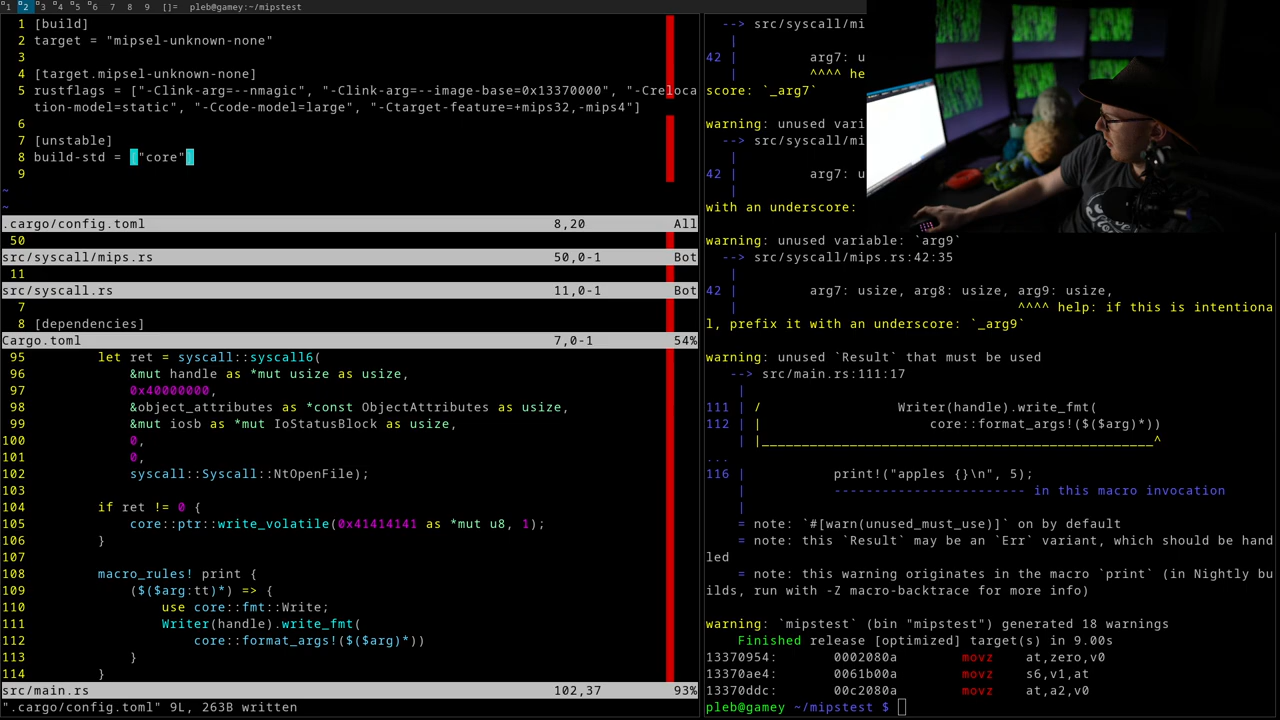 1 2 3 4 5 6 7 8 9 []= pleb@gamey:~/mipstest
1 [build]
2 target = "mipsel-unknown-none"
3
4 [target.mipsel-unknown-none]
5 rustflags = ["-Clink-arg=--nmagic", "-Clink-arg=--image-base=0x13370000", "-Creloca
tion-model=static", "-Ccode-model=large", "-Ctarget-feature=+mips32,-mips4"]
6
7 [unstable]
8 build-std = ["core"]
9
~
~
.cargo/config.toml 8,20 All
50
src/syscall/mips.rs 50,0-1 Bot
11
src/syscall.rs 11,0-1 Bot
7
8 [dependencies]
Cargo.toml 7,0-1 54%
95 let ret = syscall::syscall6(
96 &mut handle as *mut usize as usize,
97 0x40000000,
98 &object_attributes as *const ObjectAttributes as usize,
99 &mut iosb as *mut IoStatusBlock as usize,
100 0,
101 0,
102 syscall::Syscall::NtOpenFile);
103
104 if ret != 0 {
105 core::ptr::write_volatile(0x41414141 as *mut u8, 1);
106 }
107
108 macro_rules! print {
109 ($($arg:tt)*) => {
110 use core::fmt::Write;
111 Writer(handle).write_fmt(
112 core::format_args!($($arg)*))
113 }
114 }
src/main.rs 102,37 93%
".cargo/config.toml" 9L, 263B written
--> src/syscall/mi
|
42 | arg7: u
| ^^^^ he
score: `_arg7`
warning: unused vari
--> src/syscall/mi
|
42 | arg7: u
|
with an underscore:
warning: unused variable: `arg9`
--> src/syscall/mips.rs:42:35
|
42 | arg7: usize, arg8: usize, arg9: usize,
| ^^^^ help: if this is intentiona
l, prefix it with an underscore: `_arg9`
warning: unused `Result` that must be used
--> src/main.rs:111:17
|
111 | / Writer(handle).write_fmt(
112 | | core::format_args!($($arg)*))
| |_________________________________________________^
...
116 | print!("apples {}\n", 5);
| ------------------------ in this macro invocation
|
= note: `#[warn(unused_must_use)]` on by default
= note: this `Result` may be an `Err` variant, which should be hand
led
= note: this warning originates in the macro `print` (in Nightly bu
ilds, run with -Z macro-backtrace for more info)
warning: `mipstest` (bin "mipstest") generated 18 warnings
Finished release [optimized] target(s) in 9.00s
13370954: 0002080a movz at,zero,v0
13370ae4: 0061b00a movz s6,v1,at
13370ddc: 00c2080a movz at,a2,v0
pleb@gamey ~/mipstest $